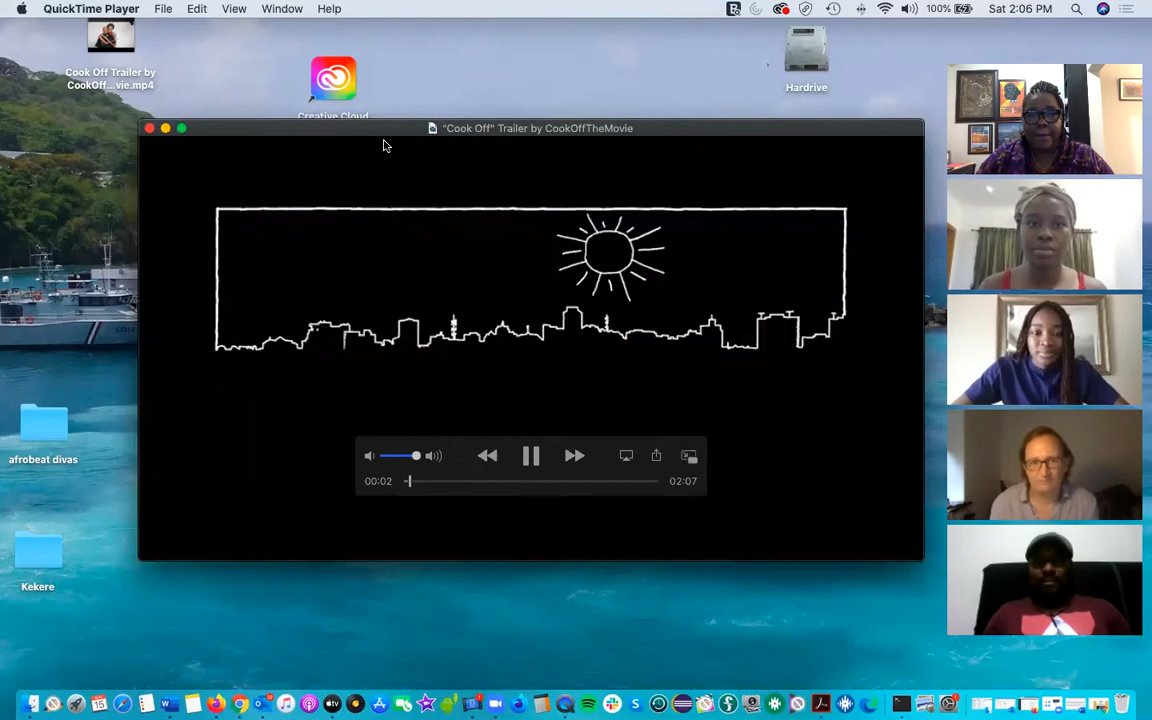 QuickTime Player File Edit View Window Help 100% Sat 2:06 PM
Cook Off Trailer by
CookOff...vie.mp4
Creative Cloud
Hardrive
"Cook Off" Trailer by CookOffTheMovie
00:02 02:07
afrobeat divas
Kekere